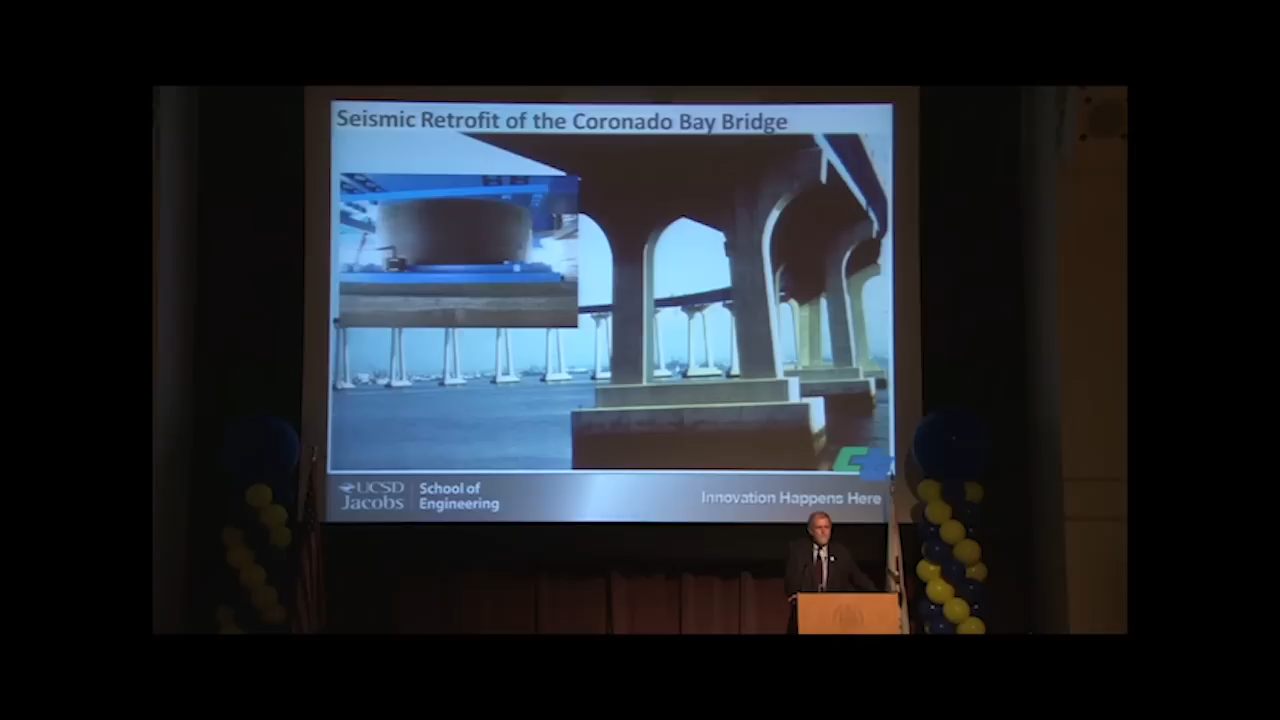 Seismic Retrofit of the Coronado Bay Bridge
UCSD
Jacobs
School of
Engineering
Innovation Happens Here